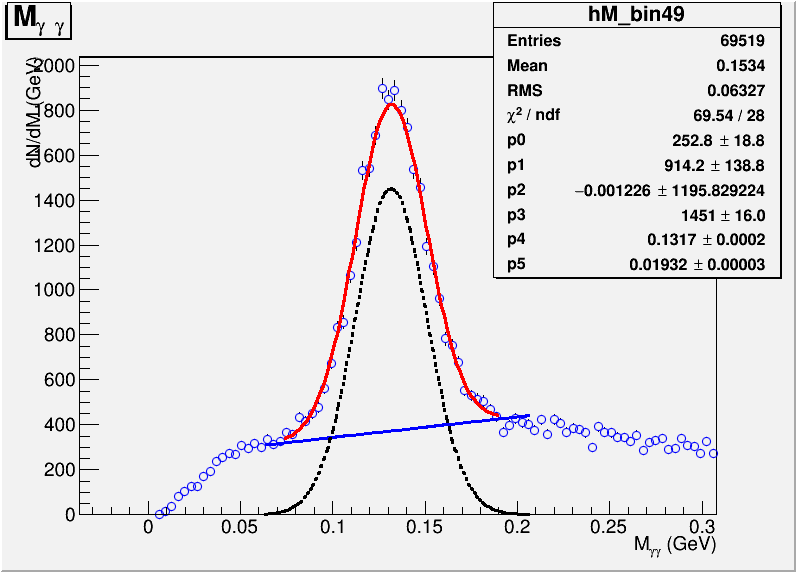 Mγ γ
hM_bin49
Entries 69519
Mean 0.1534
RMS 0.06327
χ² / ndf 69.54 / 28
p0 252.8 ± 18.8
p1 914.2 ± 138.8
p2 −0.001226 ± 1195.829224
p3 1451 ± 16.0
p4 0.1317 ± 0.0002
p5 0.01932 ± 0.00003
dN/dM (GeV)
2000
1800
1600
1400
1200
1000
800
600
400
200
0
0 0.05 0.1 0.15 0.2 0.25 0.3
Mγγ (GeV)